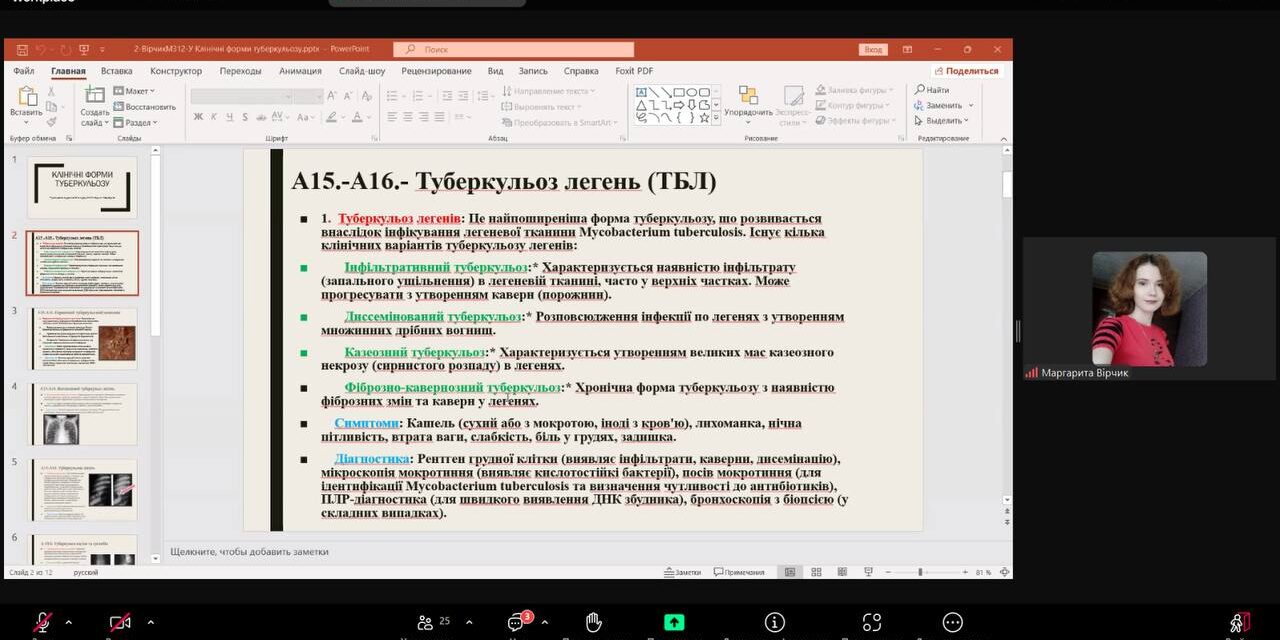 workplace
2-ВірчикМ312-У Клінічні форми туберкульозу.pptx - PowerPoint
Поиск
Вход
Файл Главная Вставка Конструктор Переходы Анимация Слайд-шоу Рецензирование Вид Запись Справка Foxit PDF
Поделиться
Вставить
Создать слайд
Макет
Восстановить
Раздел
Направление текста
Выровнять текст
Преобразовать в SmartArt
Упорядочить
Экспресс-стили
Заливка фигуры
Контур фигуры
Эффекты фигуры
Найти
Заменить
Выделить
Буфер обмена
Слайды
Шрифт
Абзац
Рисование
Редактирование
1
КЛІНІЧНІ ФОРМИ
ТУБЕРКУЛЬОЗУ
2
3
4
5
6
А15.-А16.- Туберкульоз легень (ТБЛ)
1. Туберкульоз легенів: Це найпоширеніша форма туберкульозу, що розвивається
внаслідок інфікування легеневої тканини Mycobacterium tuberculosis. Існує кілька
клінічних варіантів туберкульозу легенів:
Інфільтративний туберкульоз:* Характеризується наявністю інфільтрату
(запального ущільнення) в легеневій тканині, часто у верхніх частках. Може
прогресувати з утворенням каверн (порожнин).
Диссемінований туберкульоз:* Розповсюдження інфекції по легенях з утворенням
множинних дрібних вогнищ.
Казеозний туберкульоз:* Характеризується утворенням великих мас казеозного
некрозу (сирнистого розпаду) в легенях.
Фіброзно-кавернозний туберкульоз:* Хронічна форма туберкульозу з наявністю
фіброзних змін та каверн у легенях.
Симптоми: Кашель (сухий або з мокротою, іноді з кров'ю), лихоманка, нічна
пітливість, втрата ваги, слабкість, біль у грудях, задишка.
Діагностика: Рентген грудної клітки (виявляє інфільтрати, каверни, дисемінацію),
мікроскопія мокротиння (виявляє кислотостійкі бактерії), посів мокротиння (для
ідентифікації Mycobacterium tuberculosis та визначення чутливості до антибіотиків),
ПЛР-діагностика (для швидкого виявлення ДНК збудника), бронхоскопія з біопсією (у
складних випадках).
Маргарита Вірчик
Щелкните, чтобы добавить заметки
Слайд 2 из 12 русский Заметки Примечания 81 %
25
3